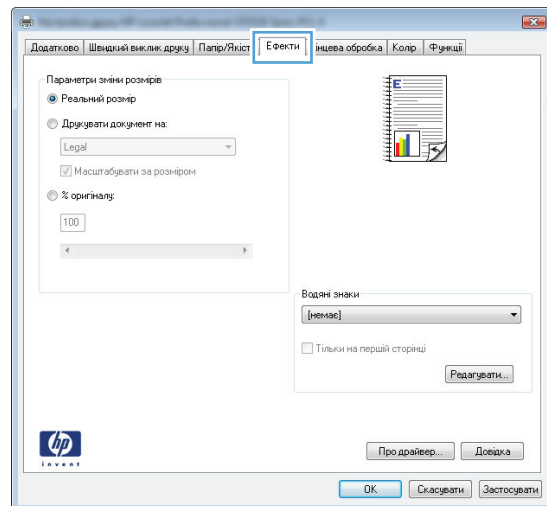 Додатково Швидкий виклик друку Папір/Якіст Ефекти нцева обробка Колір Функції
Параметри зміни розмірів
Реальний розмір
Друкувати документ на:
Legal
Масштабувати за розміром
% оригіналу:
100
E
Водяні знаки
[немає]
Тільки на першій сторінці
Редагувати...
hp
invent
Про драйвер... Довідка
OK Скасувати Застосувати